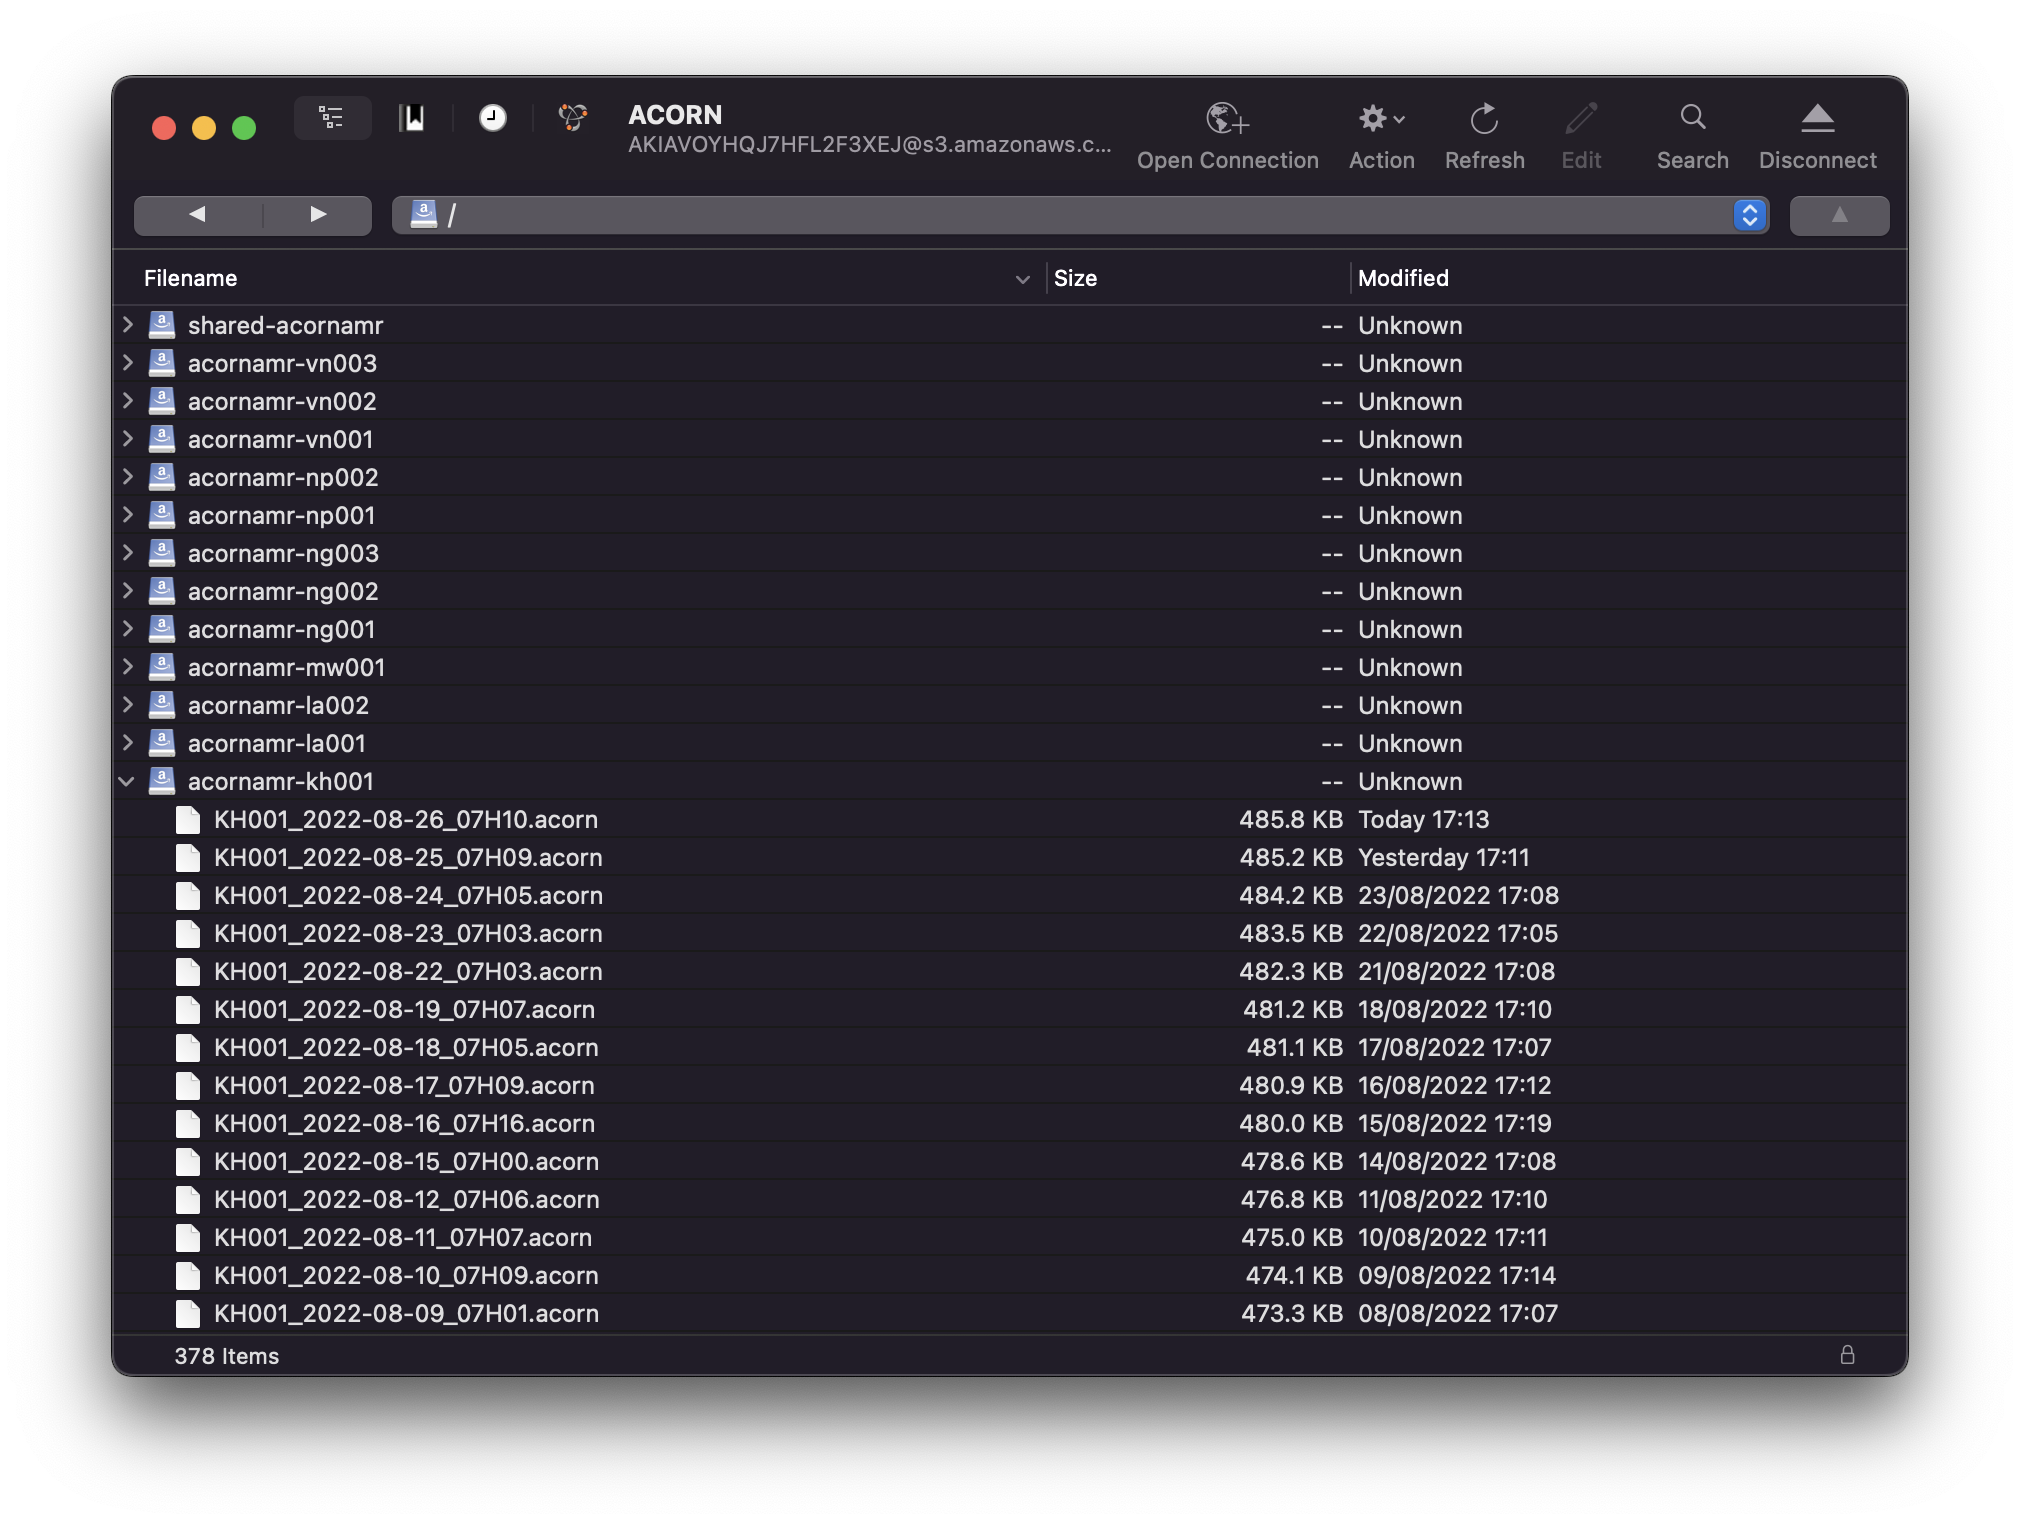 ACORN
AKIAVOYHQJ7HFL2F3XEJ@s3.amazonaws.c...
Open Connection Action Refresh Edit Search Disconnect
/
Filename Size Modified
shared-acornamr -- Unknown
acornamr-vn003 -- Unknown
acornamr-vn002 -- Unknown
acornamr-vn001 -- Unknown
acornamr-np002 -- Unknown
acornamr-np001 -- Unknown
acornamr-ng003 -- Unknown
acornamr-ng002 -- Unknown
acornamr-ng001 -- Unknown
acornamr-mw001 -- Unknown
acornamr-la002 -- Unknown
acornamr-la001 -- Unknown
acornamr-kh001 -- Unknown
KH001_2022-08-26_07H10.acorn 485.8 KB Today 17:13
KH001_2022-08-25_07H09.acorn 485.2 KB Yesterday 17:11
KH001_2022-08-24_07H05.acorn 484.2 KB 23/08/2022 17:08
KH001_2022-08-23_07H03.acorn 483.5 KB 22/08/2022 17:05
KH001_2022-08-22_07H03.acorn 482.3 KB 21/08/2022 17:08
KH001_2022-08-19_07H07.acorn 481.2 KB 18/08/2022 17:10
KH001_2022-08-18_07H05.acorn 481.1 KB 17/08/2022 17:07
KH001_2022-08-17_07H09.acorn 480.9 KB 16/08/2022 17:12
KH001_2022-08-16_07H16.acorn 480.0 KB 15/08/2022 17:19
KH001_2022-08-15_07H00.acorn 478.6 KB 14/08/2022 17:08
KH001_2022-08-12_07H06.acorn 476.8 KB 11/08/2022 17:10
KH001_2022-08-11_07H07.acorn 475.0 KB 10/08/2022 17:11
KH001_2022-08-10_07H09.acorn 474.1 KB 09/08/2022 17:14
KH001_2022-08-09_07H01.acorn 473.3 KB 08/08/2022 17:07
378 Items